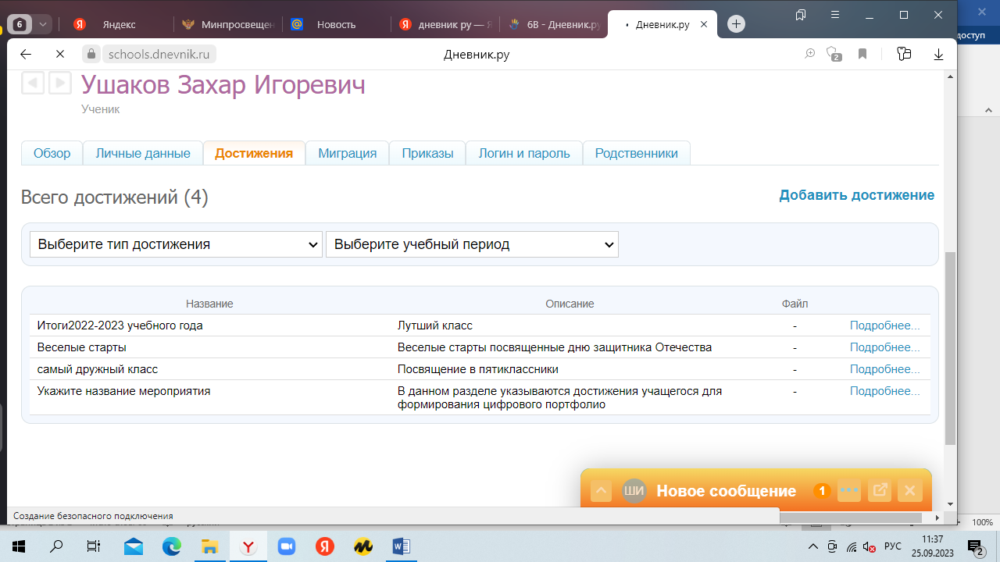 6
Яндекс
Минпросвещен
Новость
дневник ру — Я
6В - Дневник.ру
Дневник.ру
доступ
schools.dnevnik.ru
Дневник.ру
2
Ушаков Захар Игоревич
Ученик
Обзор
Личные данные
Достижения
Миграция
Приказы
Логин и пароль
Родственники
Всего достижений (4)
Добавить достижение
Выберите тип достижения
Выберите учебный период
Название Описание Файл
Итоги2022-2023 учебного года Лутший класс - Подробнее...
Веселые старты Веселые старты посвященные дню защитника Отечества - Подробнее...
самый дружный класс Посвящение в пятиклассники - Подробнее...
Укажите название мероприятия В данном разделе указываются достижения учащегося для - Подробнее...
формирования цифрового портфолио
ШИ Новое сообщение 1
Создание безопасного подключения
100%
РУС
11:37
25.09.2023
2